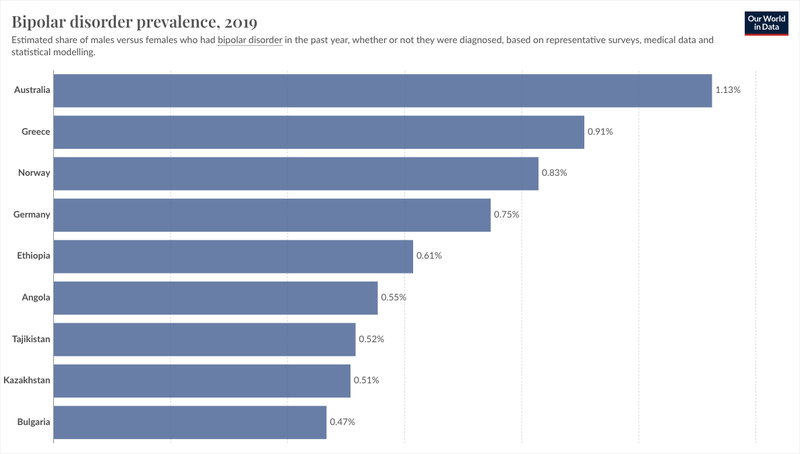 Bipolar disorder prevalence, 2019
Our World
in Data
Estimated share of males versus females who had bipolar disorder in the past year, whether or not they were diagnosed, based on representative surveys, medical data and
statistical modelling.
Australia 1.13%
Greece 0.91%
Norway 0.83%
Germany 0.75%
Ethiopia 0.61%
Angola 0.55%
Tajikistan 0.52%
Kazakhstan 0.51%
Bulgaria 0.47%